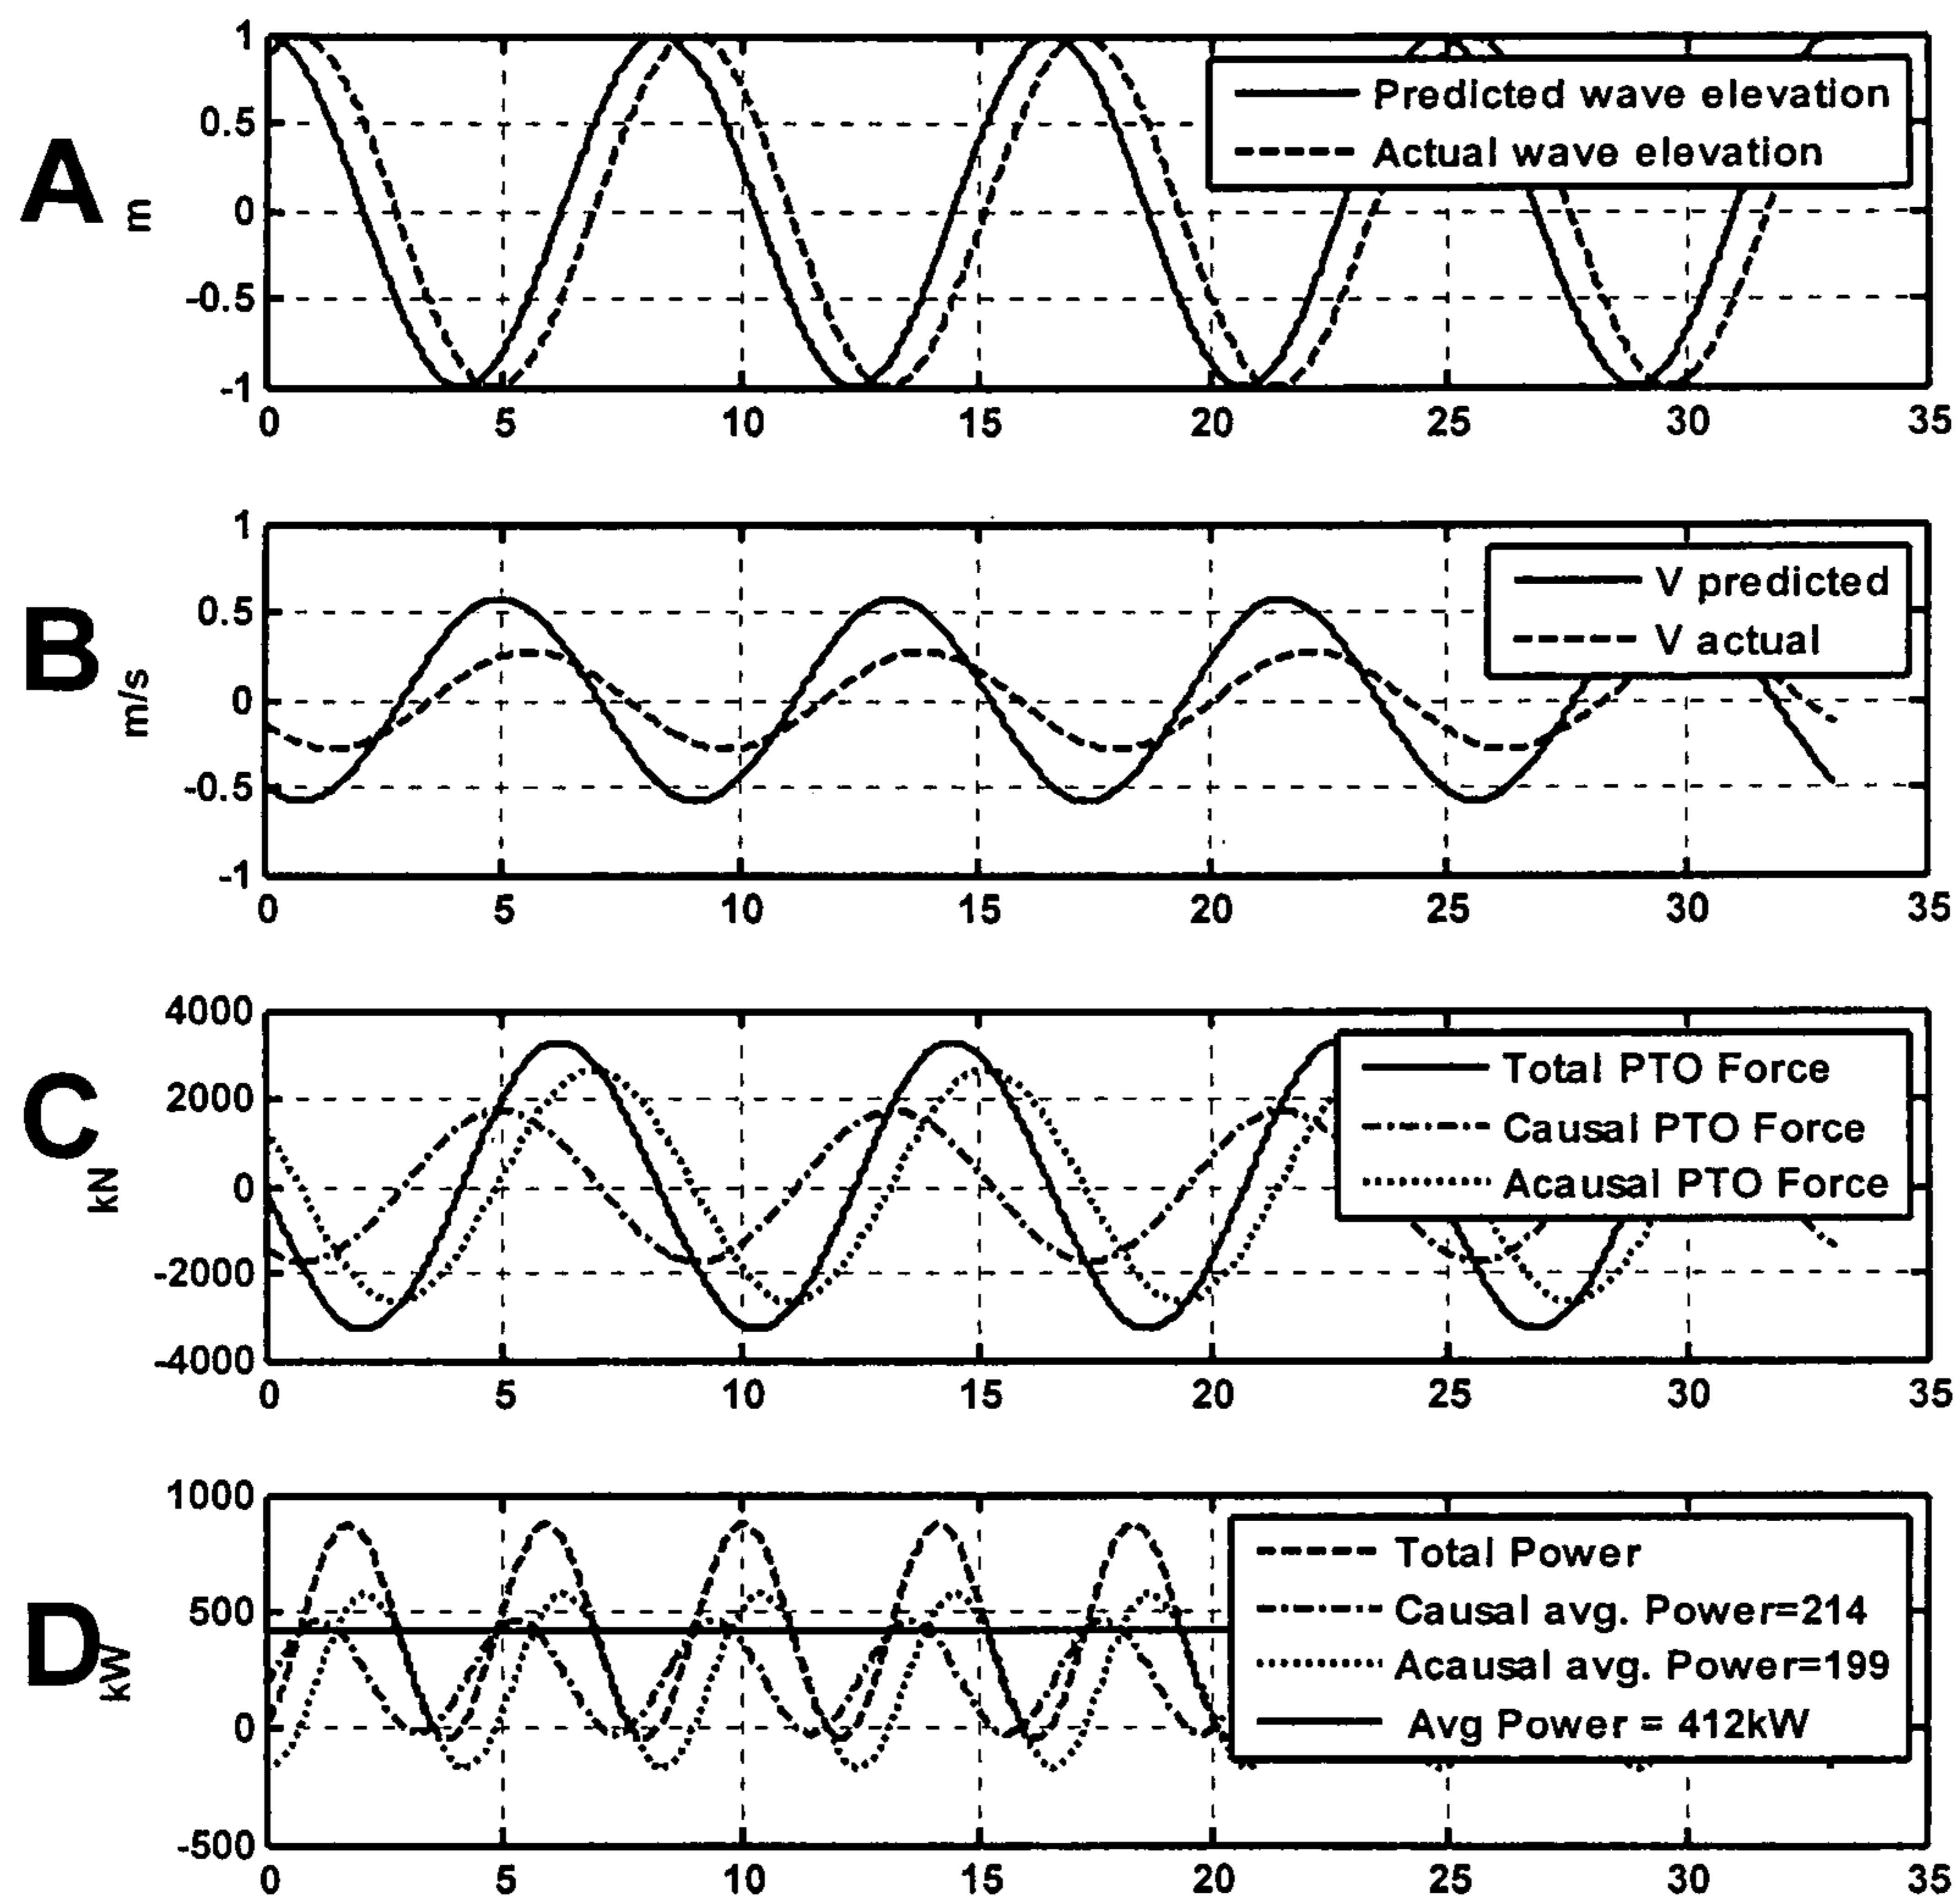 A
m
1
0.5
0
-0.5
-1
Predicted wave elevation
Actual wave elevation
0 5 10 15 20 25 30 35
B
m/s
1
0.5
0
-0.5
-1
V predicted
V actual
0 5 10 15 20 25 30 35
C
kN
4000
2000
0
-2000
-4000
Total PTO Force
Causal PTO Force
Acausal PTO Force
0 5 10 15 20 25 30 35
D
kW
1000
500
0
-500
Total Power
Causal avg. Power=214
Acausal avg. Power=199
Avg Power = 412kW
0 5 10 15 20 25 30 35